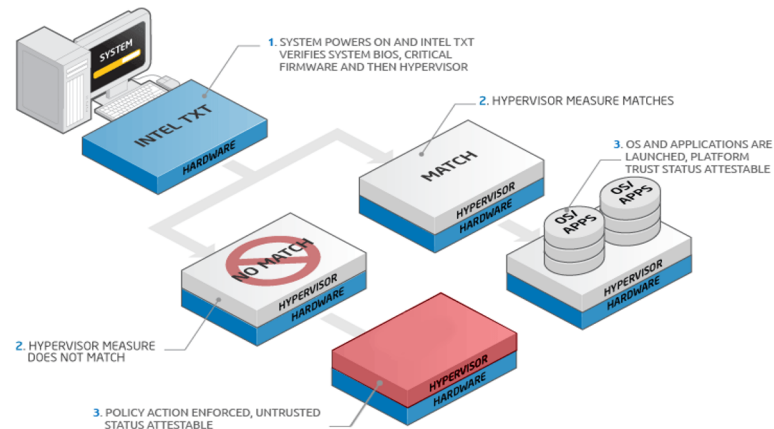 SYSTEM
1. SYSTEM POWERS ON AND INTEL TXT
VERIFIES SYSTEM BIOS, CRITICAL
FIRMWARE AND THEN HYPERVISOR
INTEL TXT
HARDWARE
2. HYPERVISOR MEASURE MATCHES
MATCH
HYPERVISOR
HARDWARE
3. OS AND APPLICATIONS ARE
LAUNCHED, PLATFORM
TRUST STATUS ATTESTABLE
OS/
APPS
OS/
APPS
HYPERVISOR
HARDWARE
NO MATCH
HYPERVISOR
HARDWARE
2. HYPERVISOR MEASURE
DOES NOT MATCH
HYPERVISOR
HARDWARE
3. POLICY ACTION ENFORCED, UNTRUSTED
STATUS ATTESTABLE